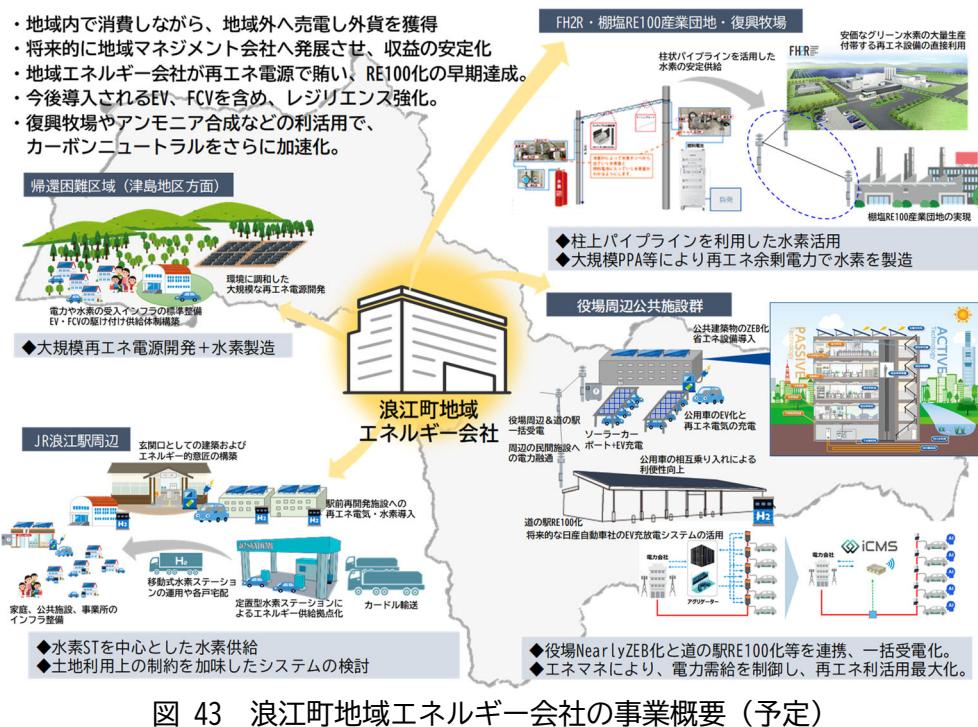 ・地域内で消費しながら、地域外へ売電し外貨を獲得
・将来的に地域マネジメント会社へ発展させ、収益の安定化
・地域エネルギー会社が再エネ電源で賄い、RE100化の早期達成。
・今後導入されるEV、FCVを含め、レジリエンス強化。
・復興牧場やアンモニア合成などの利活用で、
カーボンニュートラルをさらに加速化。
FH2R・棚塩RE100産業団地・復興牧場
安価なグリーン水素の大量生産
付帯する再エネ設備の直接利用
FH2R
柱状パイプラインを活用した
水素の安定供給
燃料電池
水素
負荷
棚塩RE100産業団地の実現
◆柱上パイプラインを利用した水素活用
◆大規模PPA等により再エネ余剰電力で水素を製造
帰還困難区域（津島地区方面）
環境に調和した
大規模な再エネ電源開発
電力や水素の受入インフラの標準整備
EV・FCVの駆け付け供給体制構築
◆大規模再エネ電源開発＋水素製造
浪江町地域
エネルギー会社
役場周辺公共施設群
公共建築物のZEB化
省エネ設備導入
PASSIVE
Technology
ACTIVE
Technology
役場周辺＆道の駅
一括受電
ソーラーカー
ポート+EV充電
公用車のEV化と
再エネ電気の充電
周辺の民間施設へ
の電力融通
公用車の相互乗り入れによる
利便性向上
H2
道の駅RE100化
将来的な日産自動車社のEV充放電システムの活用
電力会社
アグリゲーター
電力会社
iCMS
AI
AI
AI
AI
AI
◆役場NearlyZEB化と道の駅RE100化等を連携、一括受電化。
◆エネマネにより、電力需給を制御し、再エネ利活用最大化。
JR浪江駅周辺
玄関口としての建築および
エネルギー的意匠の構築
H2
H2
H2
駅前再開発施設への
再エネ電気・水素導入
H2
移動式水素ステーショ
ンの運用や各戸宅配
定置型水素ステーションに
よるエネルギー供給拠点化
カードル輸送
家庭、公共施設、事業所の
インフラ整備
◆水素STを中心とした水素供給
◆土地利用上の制約を加味したシステムの検討
図 43　浪江町地域エネルギー会社の事業概要（予定）